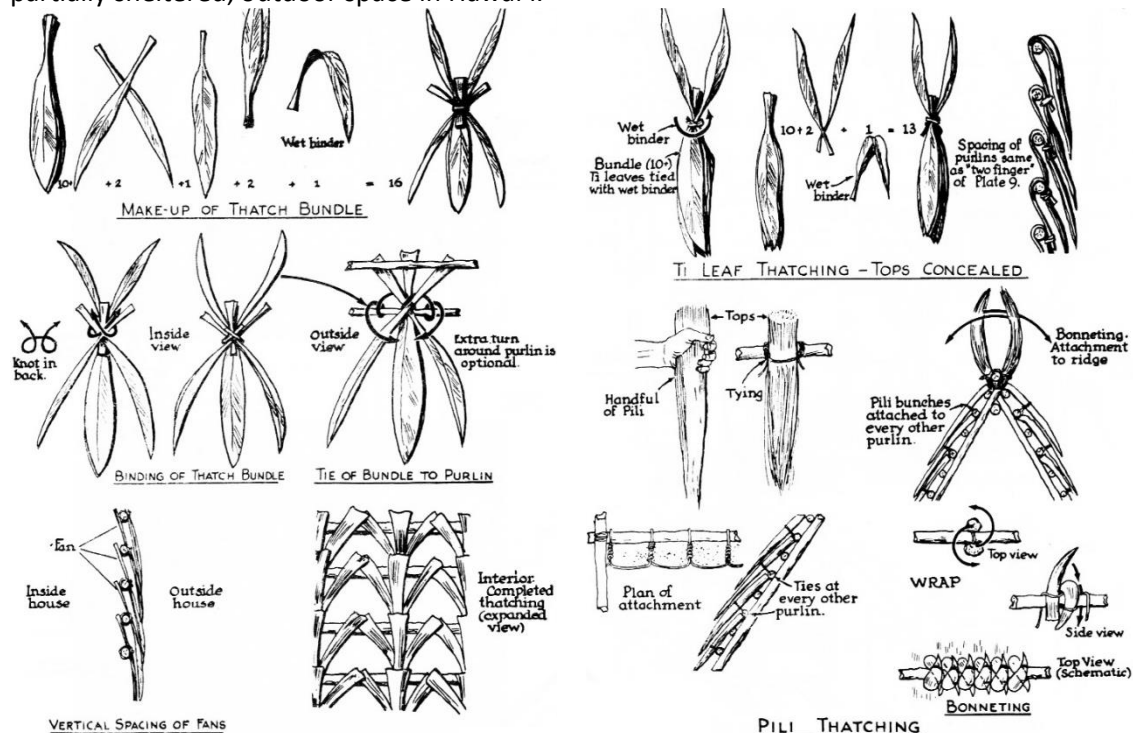 partially sheltered, outdoor space in Hawai'i.
10+ +2 +1 +2 + 1 = 16
Wet binder
MAKE-UP OF THATCH BUNDLE
Knot in
back.
Inside
view
BINDING OF THATCH BUNDLE
Outside
view
Extra turn
around purlin is
optional.
TIE OF BUNDLE TO PURLIN
Fan
Inside
house
Outside
house
VERTICAL SPACING OF FANS
Interior
Completed
thatching
(expanded
view)
Wet
binder
Bundle (10+)
Ti leaves tied
with wet binder
10+2 + 1 = 13
Wet
binder
Spacing of
purlins same
as "two finger"
of Plate 9.
TI LEAF THATCHING – TOPS CONCEALED
Tops
Handful
of Pili
Tying
Bonneting.
Attachment
to ridge
Pili bunches
attached to
every other
purlin.
Plan of
attachment
Ties at
every other
purlin.
Top view
WRAP
Side view
Top View
(Schematic)
BONNETING
PILI THATCHING